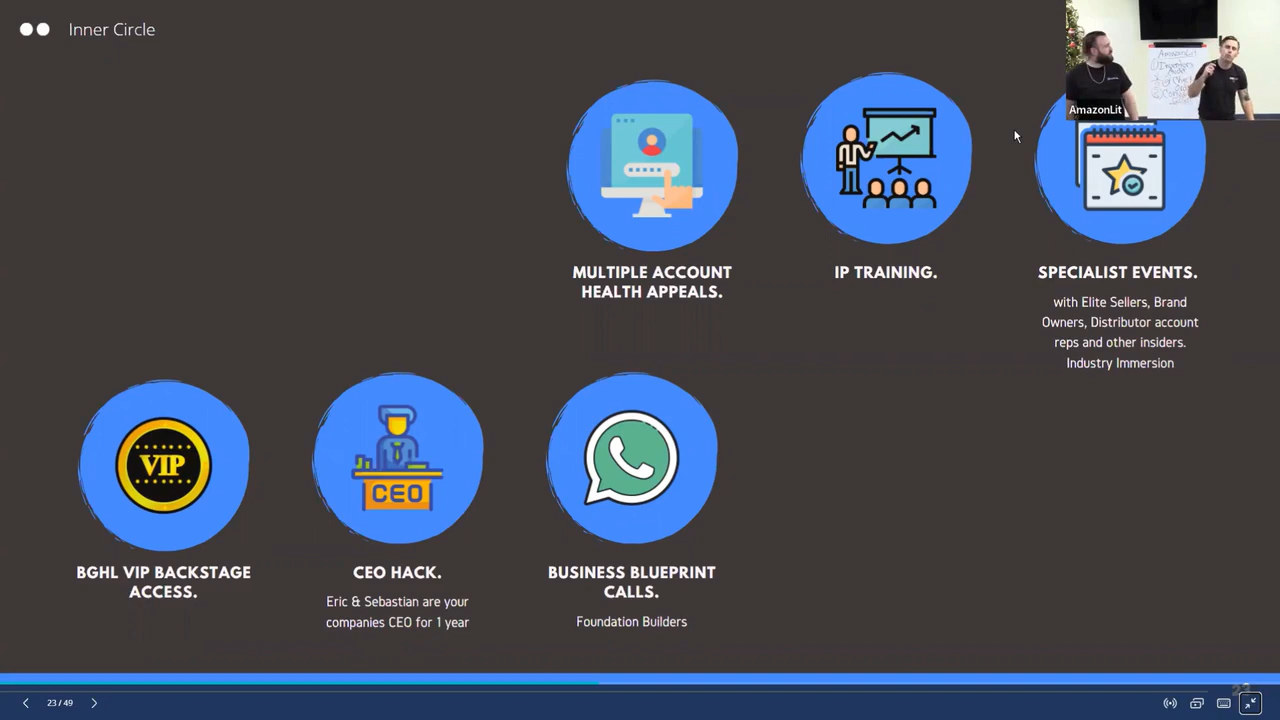 Inner Circle
AmazonLit
AmazonLit
MULTIPLE ACCOUNT
HEALTH APPEALS.
IP TRAINING.
SPECIALIST EVENTS.
with Elite Sellers, Brand
Owners, Distributor account
reps and other insiders.
Industry Immersion
VIP
CEO
BGHL VIP BACKSTAGE
ACCESS.
CEO HACK.
Eric & Sebastian are your
companies CEO for 1 year
BUSINESS BLUEPRINT
CALLS.
Foundation Builders
23 / 49